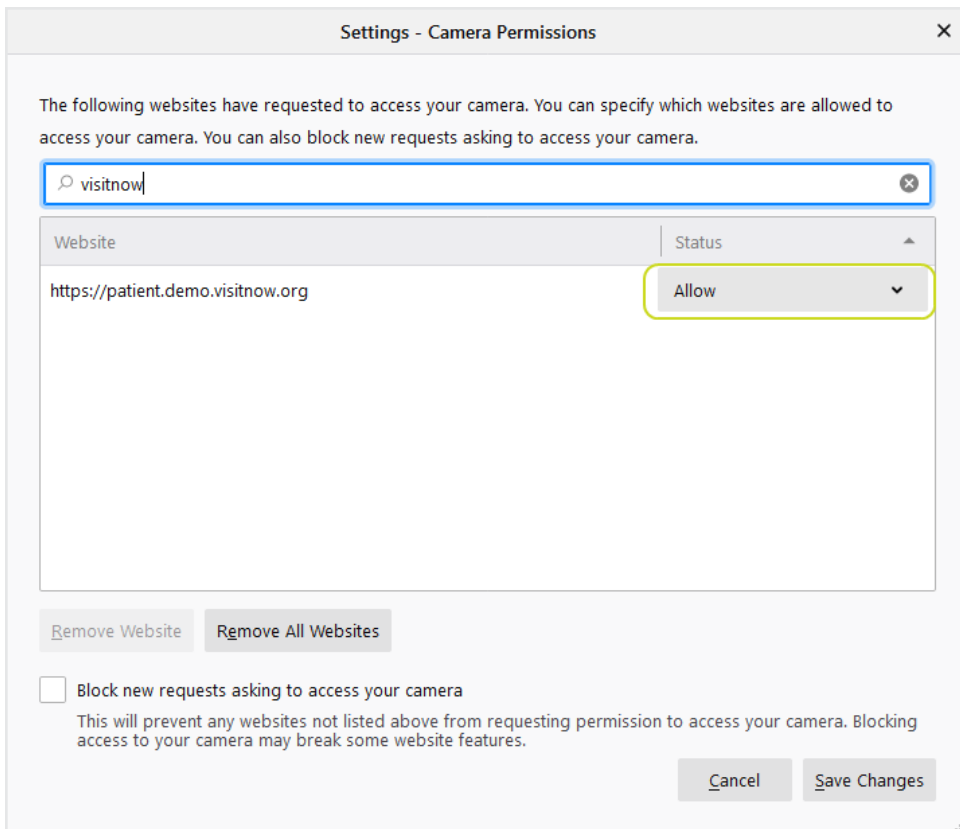 Settings - Camera Permissions
The following websites have requested to access your camera. You can specify which websites are allowed to
access your camera. You can also block new requests asking to access your camera.
visitnow
Website Status
https://patient.demo.visitnow.org Allow
Remove Website Remove All Websites
Block new requests asking to access your camera
This will prevent any websites not listed above from requesting permission to access your camera. Blocking
access to your camera may break some website features.
Cancel Save Changes